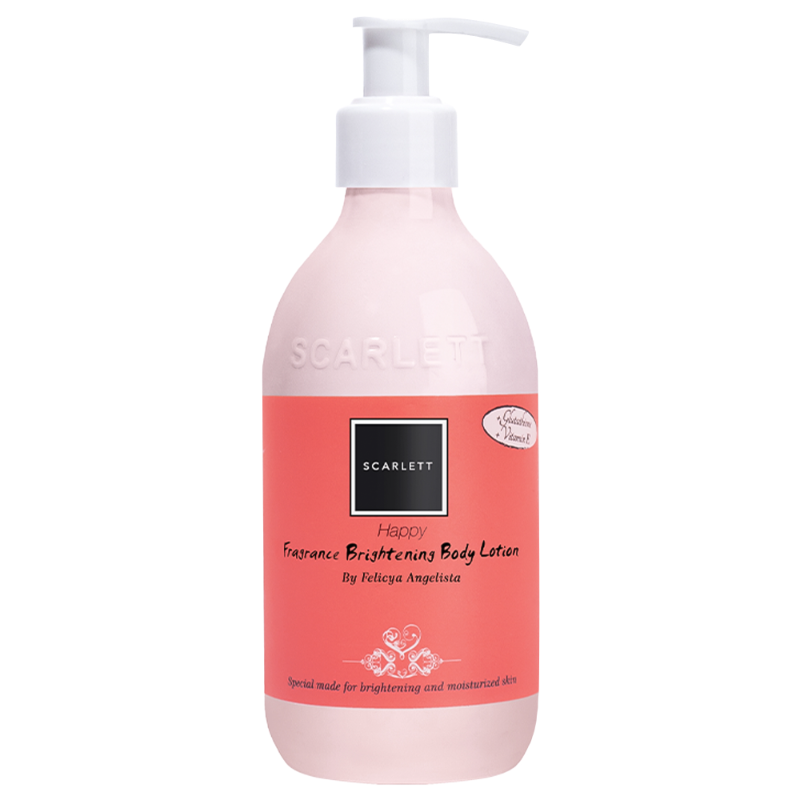 SCARLETT
+Glutathione
+Vitamin E
SCARLETT
Happy
Fragrance Brightening Body Lotion
By Felicya Angelista
Special made for brightening and moisturized skin